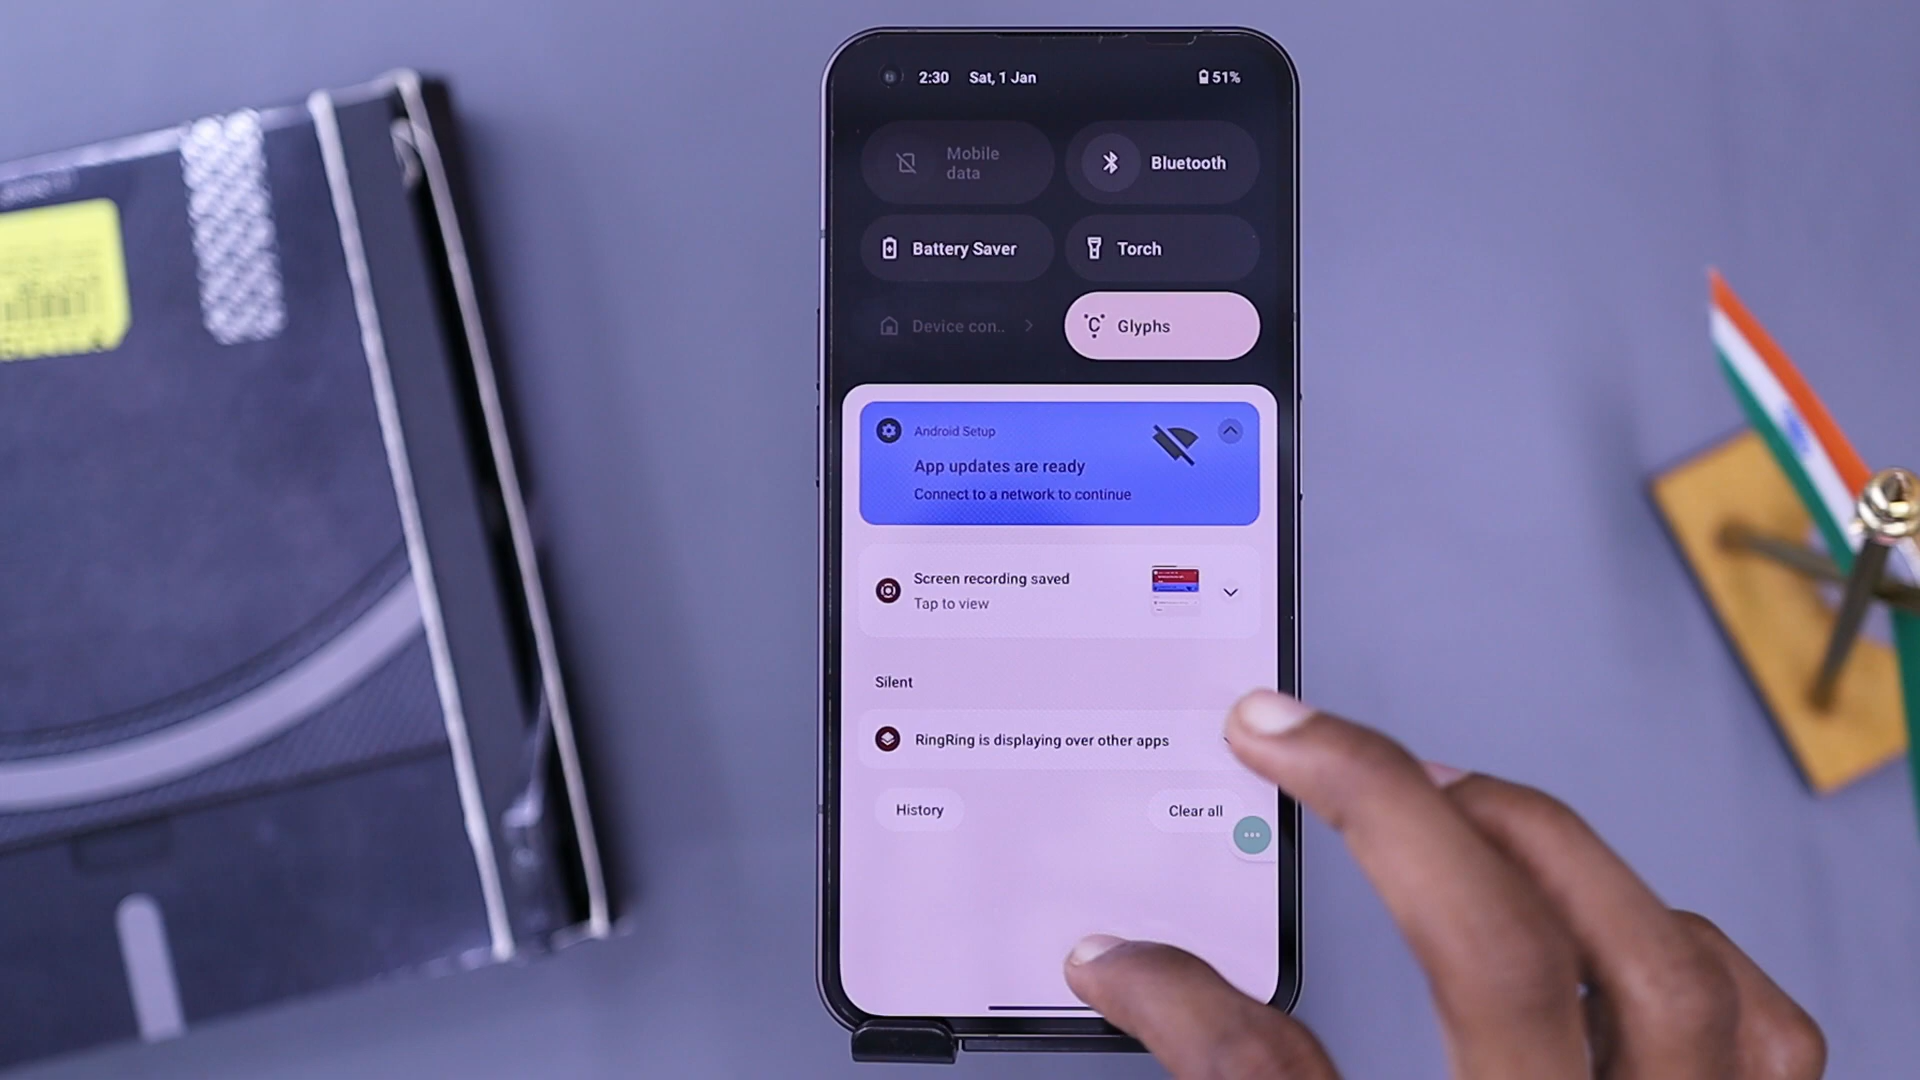 2:30 Sat, 1 Jan 51%
Mobile
data
Bluetooth
Battery Saver
Torch
Device con..
Glyphs
Android Setup
App updates are ready
Connect to a network to continue
Screen recording saved
Tap to view
Silent
RingRing is displaying over other apps
History
Clear all